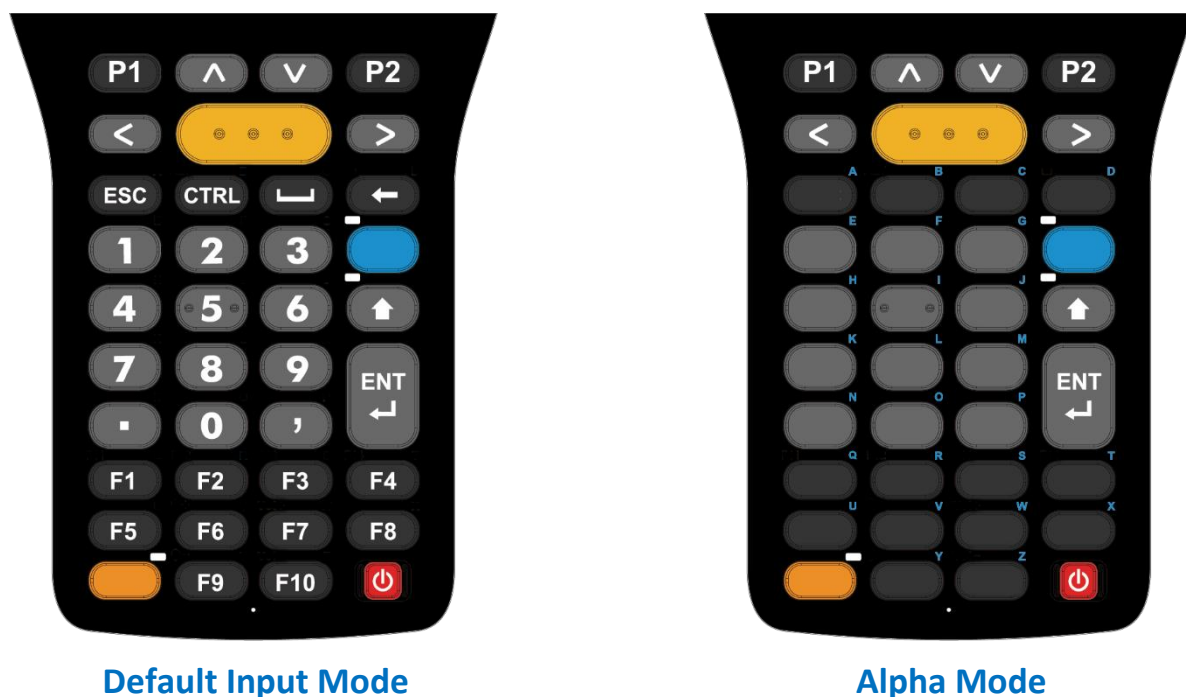 P1 ∧ ∨ P2
< >
ESC CTRL ←
1 2 3
4 5 6
7 8 9 ENT
. 0 ,
F1 F2 F3 F4
F5 F6 F7 F8
F9 F10
Default Input Mode
P1 ∧ ∨ P2
< >
A B C D
E F G
H I J
K L M
ENT
N O P
Q R S T
U V W X
Y Z
Alpha Mode